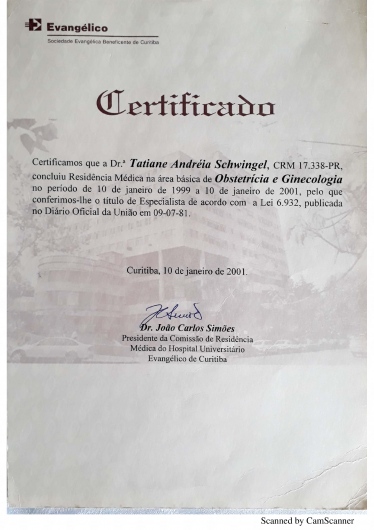 Evangélico
Sociedade Evangélica Beneficente de Curitiba
Certificado
Certificamos que a Dr.ª Tatiane Andréia Schwingel, CRM 17.338-PR,
concluiu Residência Médica na área básica de Obstetrícia e Ginecologia
no período de 10 de janeiro de 1999 a 10 de janeiro de 2001, pelo que
conferimos-lhe o título de Especialista de acordo com a Lei 6.932, publicada
no Diário Oficial da União em 09-07-81.
Curitiba, 10 de janeiro de 2001.
Dr. João Carlos Simões
Presidente da Comissão de Residência
Médica do Hospital Universitário
Evangélico de Curitiba
Scanned by CamScanner